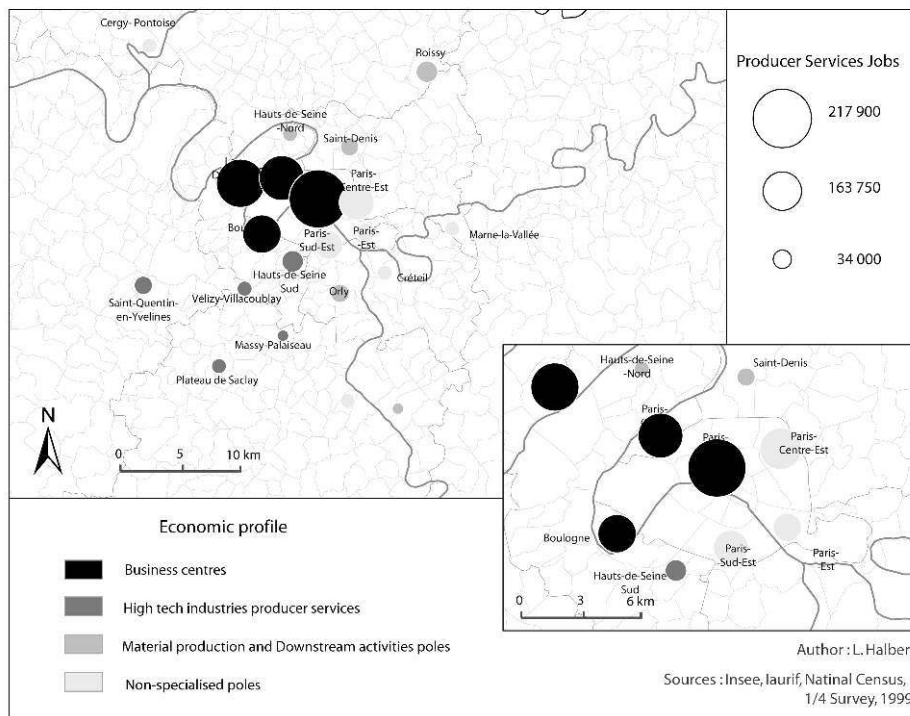 Cergy-Pontoise
Roissy
Hauts-de-Seine
-Nord
Saint-Denis
Paris-
Centre-Est
Paris-
Sud-Est
Paris-
-Est
Marne-la-Vallée
Hauts-de-Seine
Sud
Créteil
Orly
Saint-Quentin-
en-Yvelines
Vélizy-Villacoublay
Massy-Palaiseau
Plateau de Saclay
N
0 5 10 km
Producer Services Jobs
217 900
163 750
34 000
Hauts-de-Seine
-Nord
Saint-Denis
Paris-
Paris-
Paris-
Centre-Est
Boulogne
Paris-
Sud-Est
Paris-
-Est
Hauts-de-Seine
Sud
0 3 6 km
Economic profile
Business centres
High tech industries producer services
Material production and Downstream activities poles
Non-specialised poles
Author : L. Halber
Sources : Insee, Iaurif, Natinal Census,
1/4 Survey, 1999